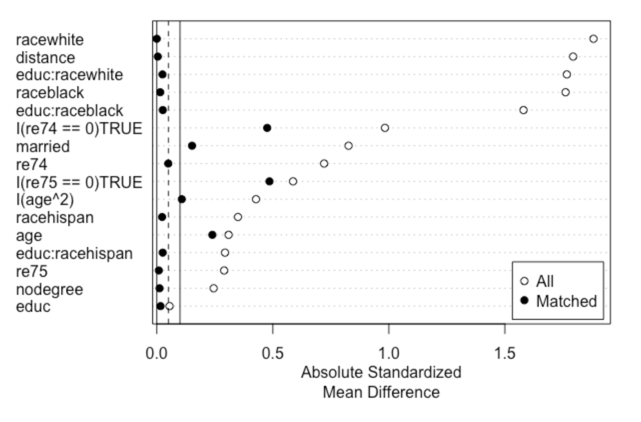 racewhite
distance
educ:racewhite
raceblack
educ:raceblack
I(re74 == 0)TRUE
married
re74
I(re75 == 0)TRUE
I(age^2)
racehispan
age
educ:racehispan
re75
nodegree
educ
All
Matched
0.0 0.5 1.0 1.5
Absolute Standardized
Mean Difference